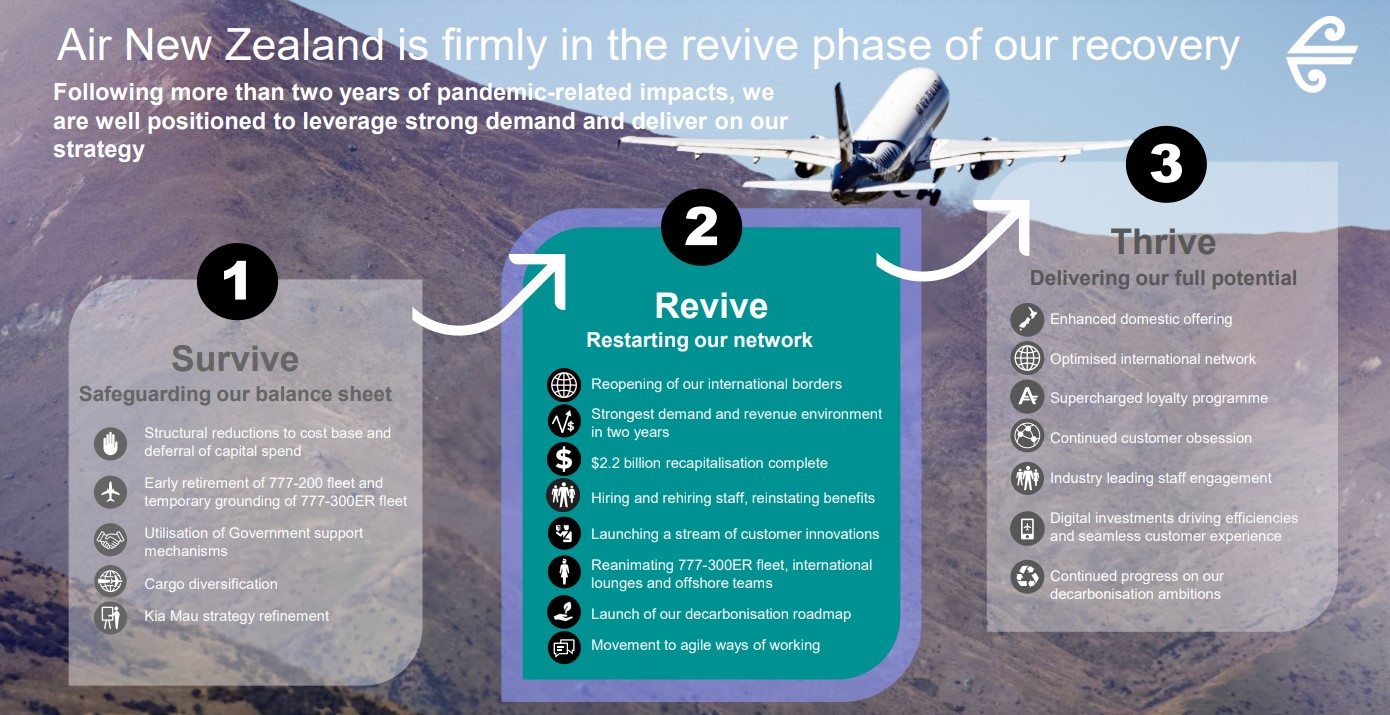 Air New Zealand is firmly in the revive phase of our recovery
Following more than two years of pandemic-related impacts, we
are well positioned to leverage strong demand and deliver on our
strategy
1
Survive
Safeguarding our balance sheet
Structural reductions to cost base and
deferral of capital spend
Early retirement of 777-200 fleet and
temporary grounding of 777-300ER fleet
Utilisation of Government support
mechanisms
Cargo diversification
Kia Mau strategy refinement
2
Revive
Restarting our network
Reopening of our international borders
Strongest demand and revenue environment
in two years
$2.2 billion recapitalisation complete
Hiring and rehiring staff, reinstating benefits
Launching a stream of customer innovations
Reanimating 777-300ER fleet, international
lounges and offshore teams
Launch of our decarbonisation roadmap
Movement to agile ways of working
3
Thrive
Delivering our full potential
Enhanced domestic offering
Optimised international network
Supercharged loyalty programme
Continued customer obsession
Industry leading staff engagement
Digital investments driving efficiencies
and seamless customer experience
Continued progress on our
decarbonisation ambitions